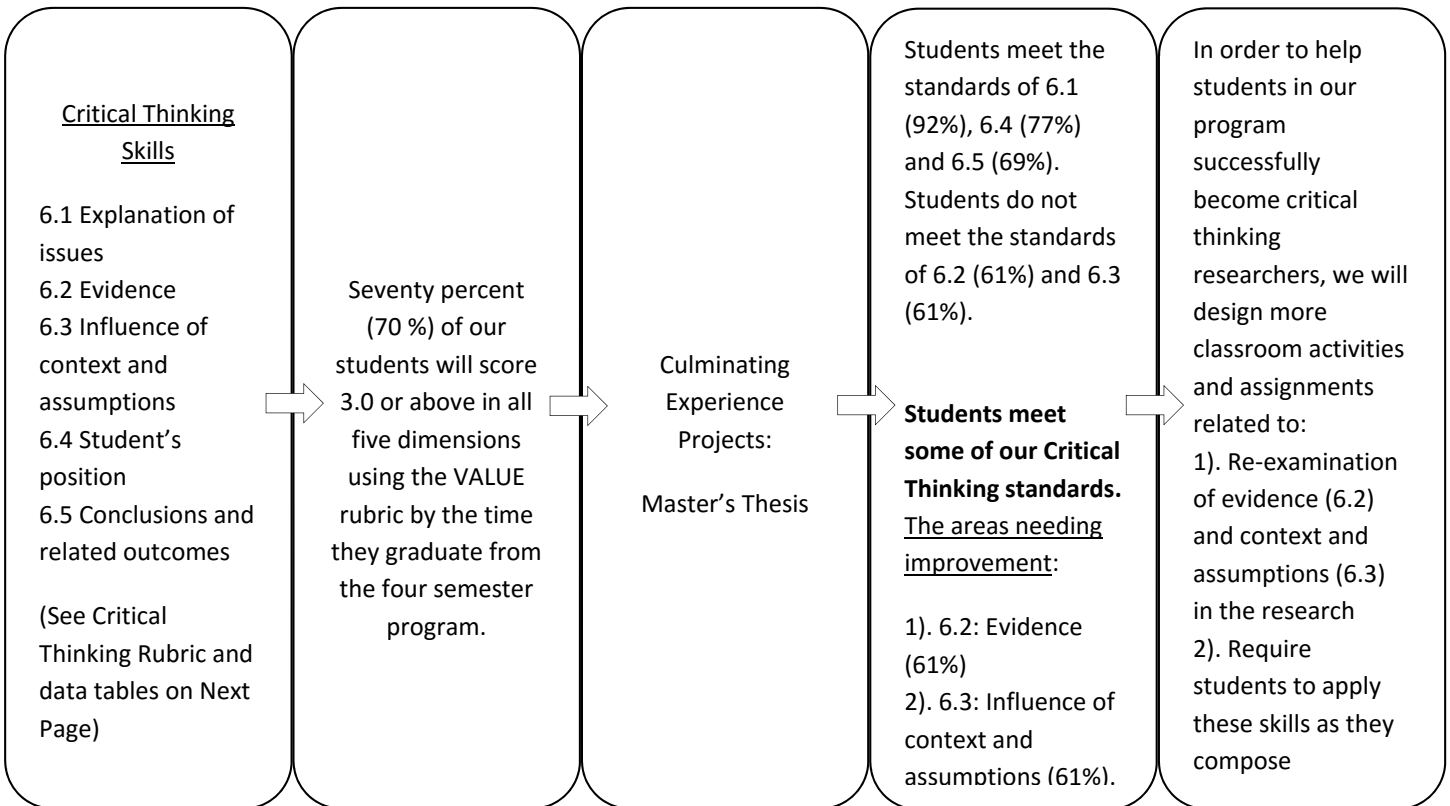 Critical Thinking
Skills
6.1 Explanation of
issues
6.2 Evidence
6.3 Influence of
context and
assumptions
6.4 Student’s
position
6.5 Conclusions and
related outcomes
(See Critical
Thinking Rubric and
data tables on Next
Page)
Seventy percent
(70 %) of our
students will score
3.0 or above in all
five dimensions
using the VALUE
rubric by the time
they graduate from
the four semester
program.
Culminating
Experience
Projects:
Master’s Thesis
Students meet the
standards of 6.1
(92%), 6.4 (77%)
and 6.5 (69%).
Students do not
meet the standards
of 6.2 (61%) and 6.3
(61%).
Students meet
some of our Critical
Thinking standards.
The areas needing
improvement:
1). 6.2: Evidence
(61%)
2). 6.3: Influence of
context and
assumptions (61%).
In order to help
students in our
program
successfully
become critical
thinking
researchers, we will
design more
classroom activities
and assignments
related to:
1). Re-examination
of evidence (6.2)
and context and
assumptions (6.3)
in the research
2). Require
students to apply
these skills as they
compose